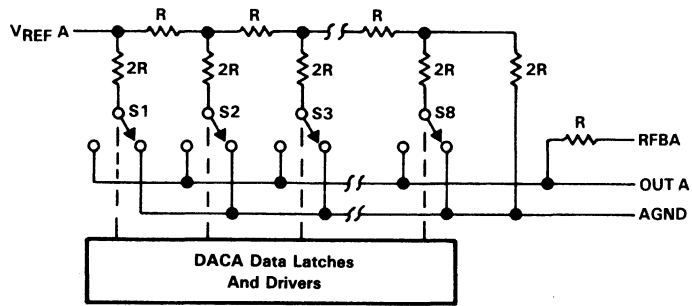 R R R
VREF A
2R 2R 2R 2R 2R
S1 S2 S3 S8
R
RFBA
OUT A
AGND
DACA Data Latches
And Drivers